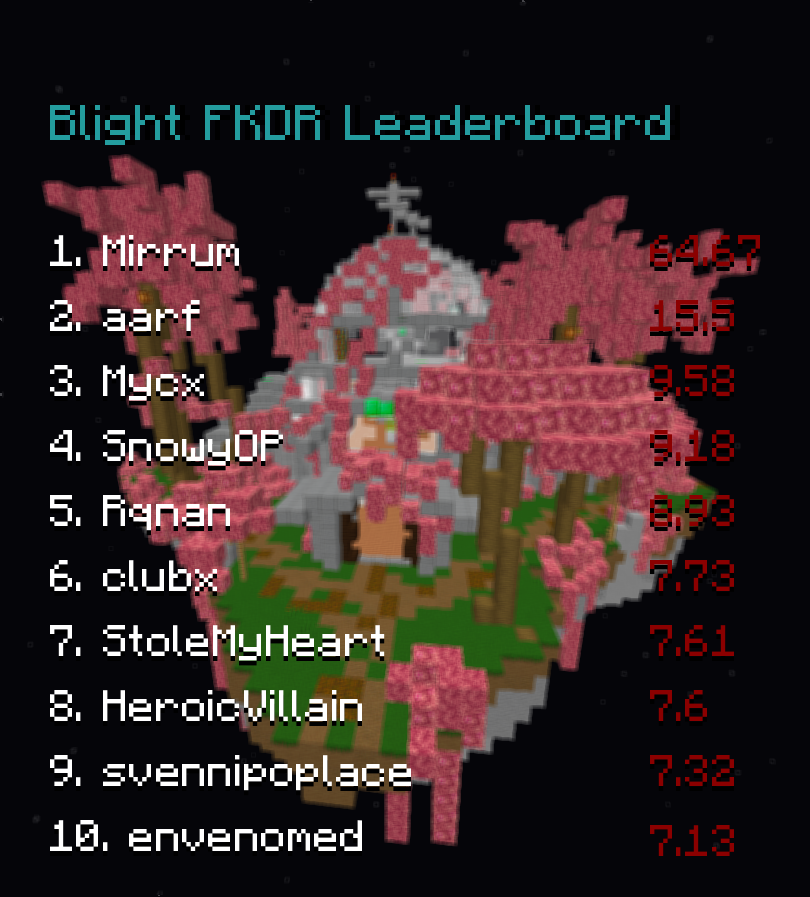 Blight FKDR Leaderboard
1. Mirrum 64.67
2. aarf 15.5
3. Mycx 9.58
4. SnowyOP 9.18
5. Rqnan 8.93
6. clubx 7.73
7. StoleMyHeart 7.61
8. HeroicVillain 7.6
9. svennipoplace 7.32
10. envenomed 7.13